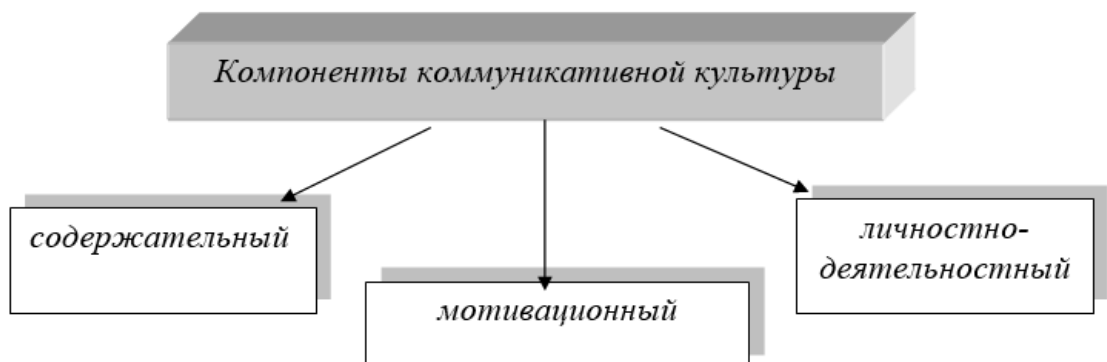 Компоненты коммуникативной культуры
содержательный
мотивационный
личностно-
деятельностный